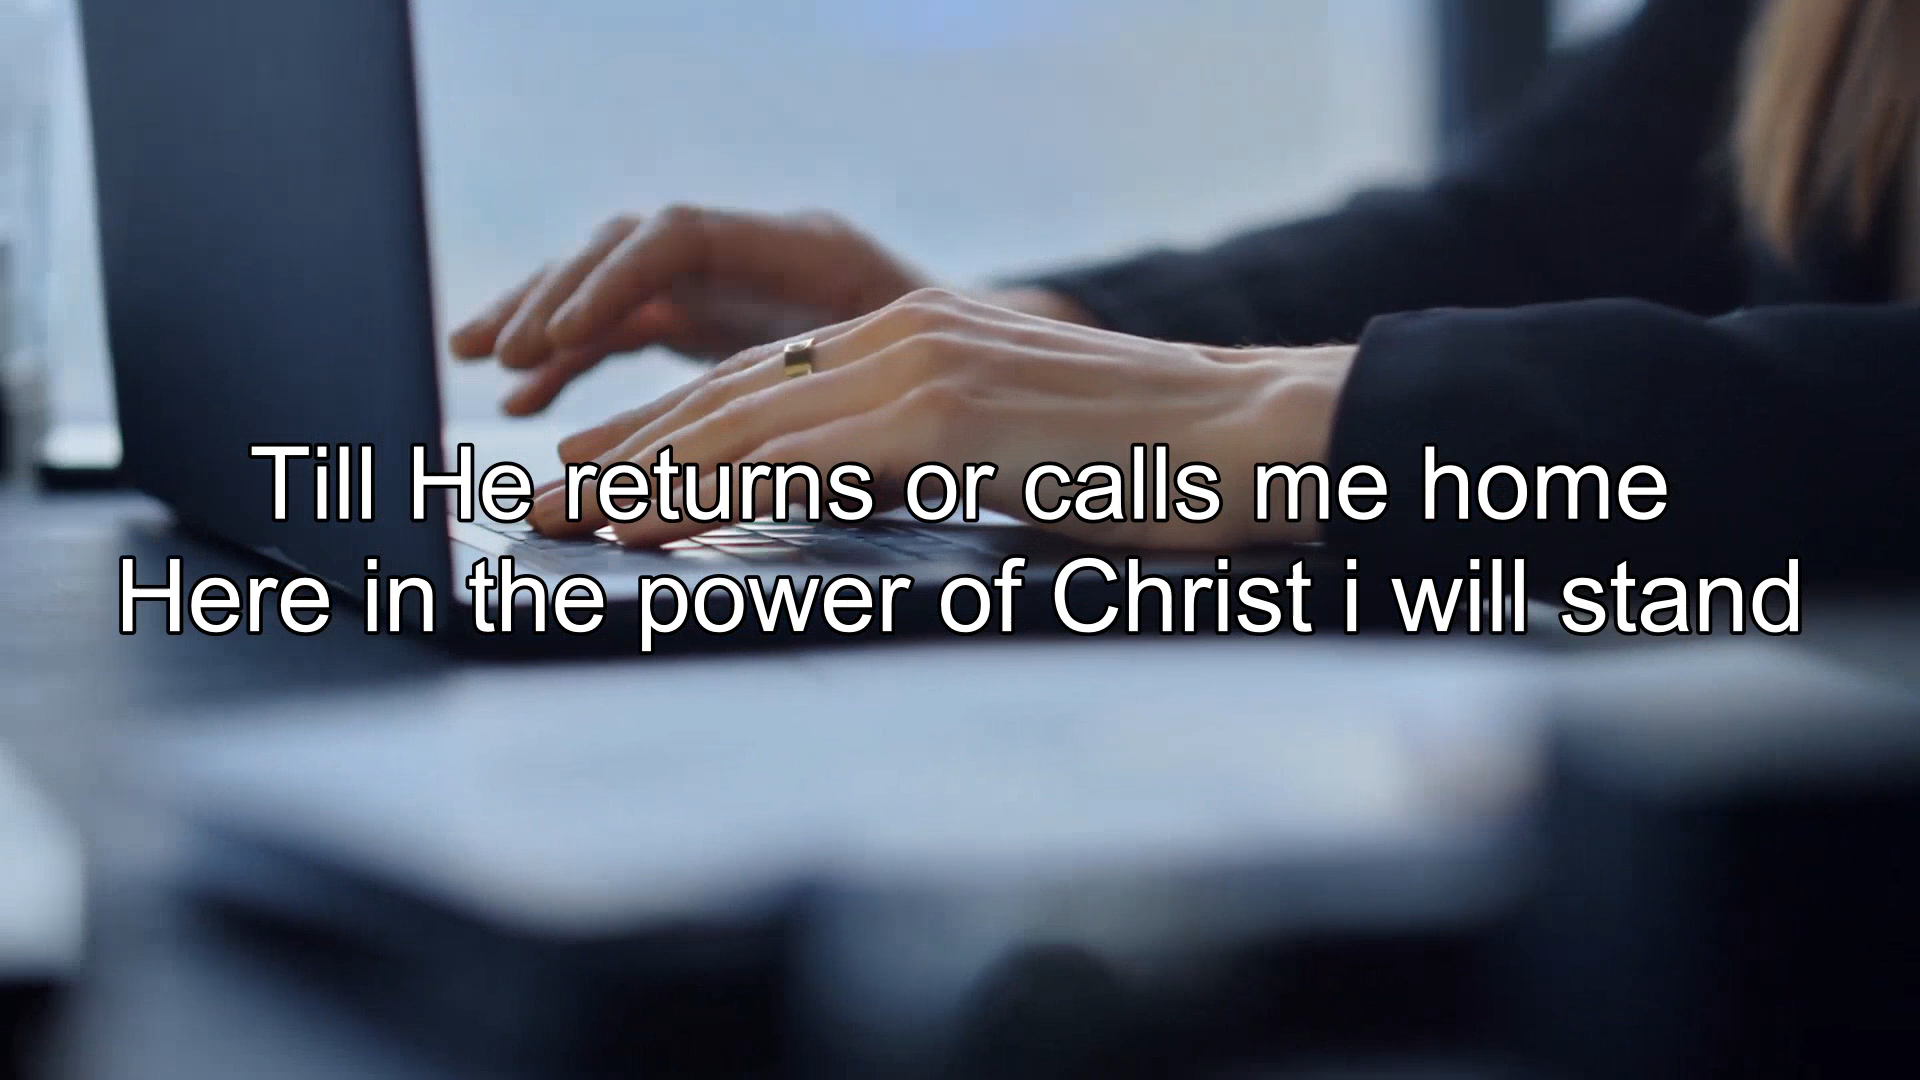 Till He returns or calls me home
Here in the power of Christ i will stand